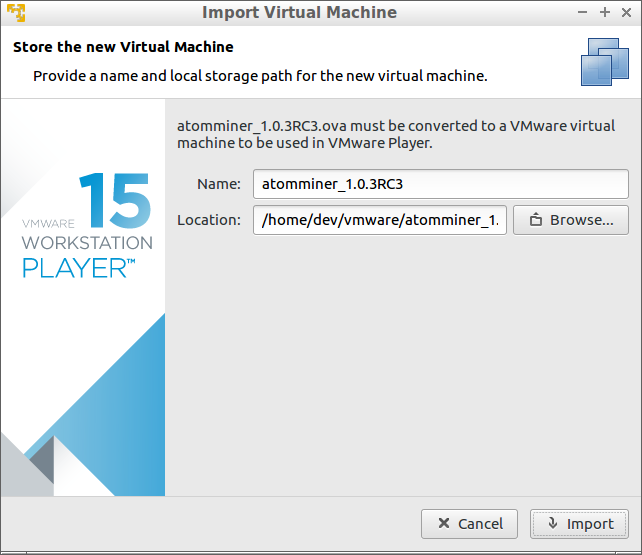 Import Virtual Machine
Store the new Virtual Machine
Provide a name and local storage path for the new virtual machine.
atomminer_1.0.3RC3.ova must be converted to a VMware virtual
machine to be used in VMware Player.
Name: atomminer_1.0.3RC3
Location: /home/dev/vmware/atomminer_1. Browse...
15
VMWARE
WORKSTATION
PLAYER™
Cancel Import